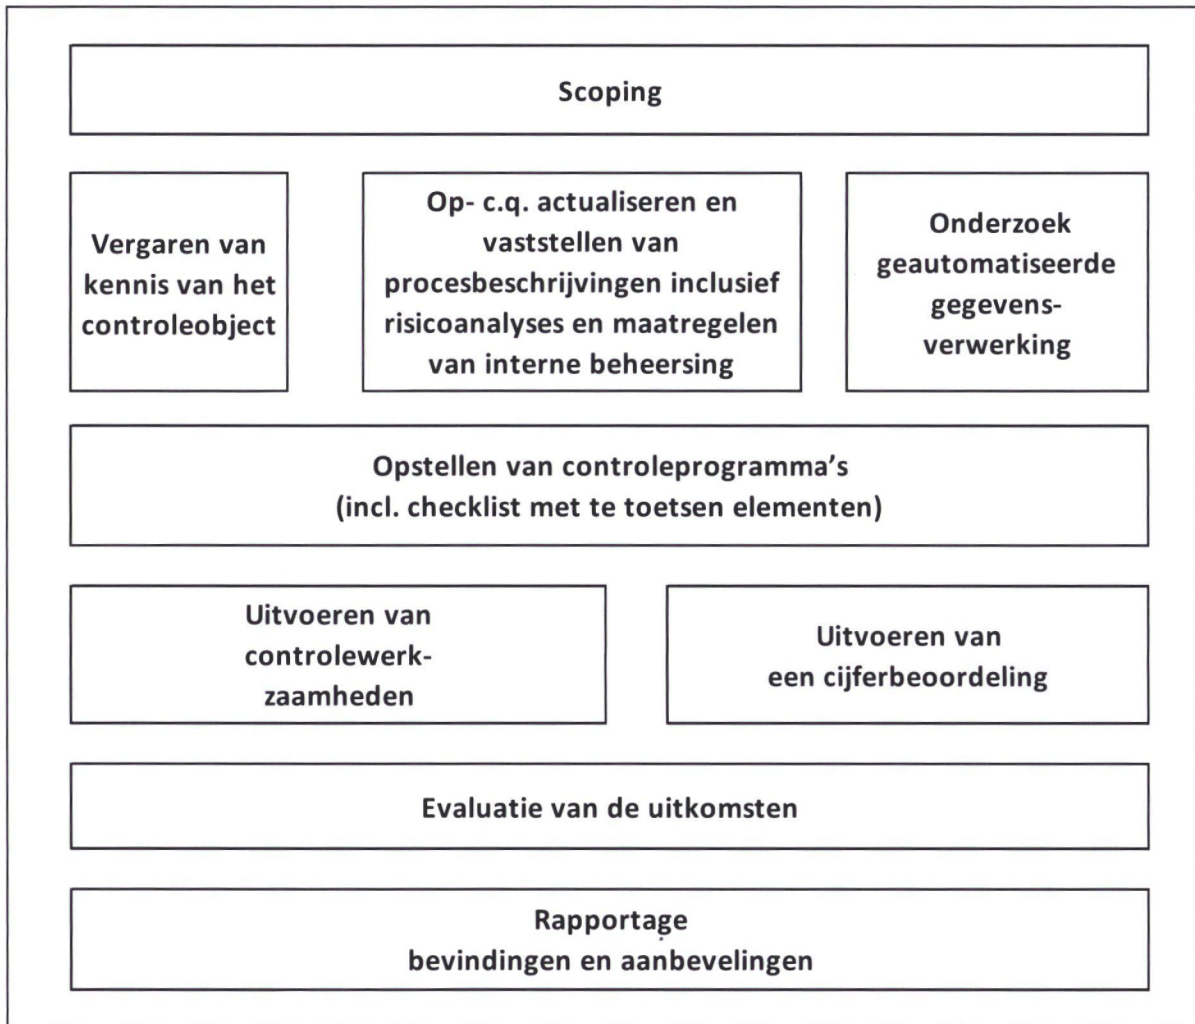 Scoping
Vergaren van
kennis van het
controleobject
Op- c.q. actualiseren en
vaststellen van
procesbeschrijvingen inclusief
risicoanalyses en maatregelen
van interne beheersing
Onderzoek
geautomatiseerde
gegevens-
verwerking
Opstellen van controleprogramma's
(incl. checklist met te toetsen elementen)
Uitvoeren van
controlewerk-
zaamheden
Uitvoeren van
een cijferbeoordeling
Evaluatie van de uitkomsten
Rapportage
bevindingen en aanbevelingen